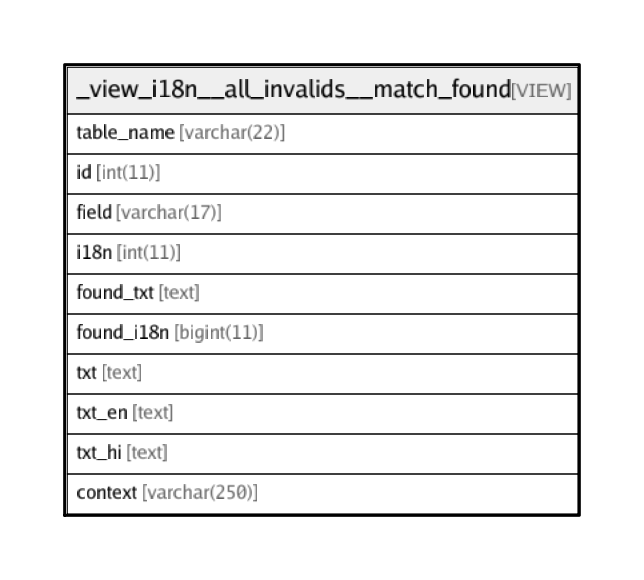 _view_i18n__all_invalids__match_found[VIEW]
table_name [varchar(22)]
id [int(11)]
field [varchar(17)]
i18n [int(11)]
found_txt [text]
found_i18n [bigint(11)]
txt [text]
txt_en [text]
txt_hi [text]
context [varchar(250)]